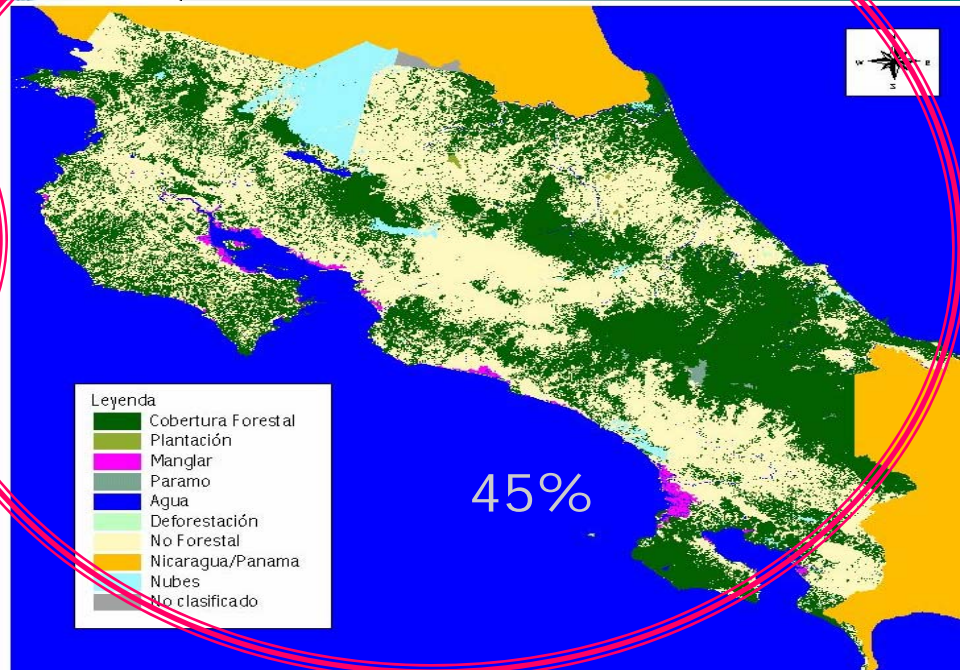 W E
S
Leyenda
Cobertura Forestal
Plantación
Manglar
Paramo
Agua
Deforestación
No Forestal
Nicaragua/Panama
Nubes
No clasificado
45%